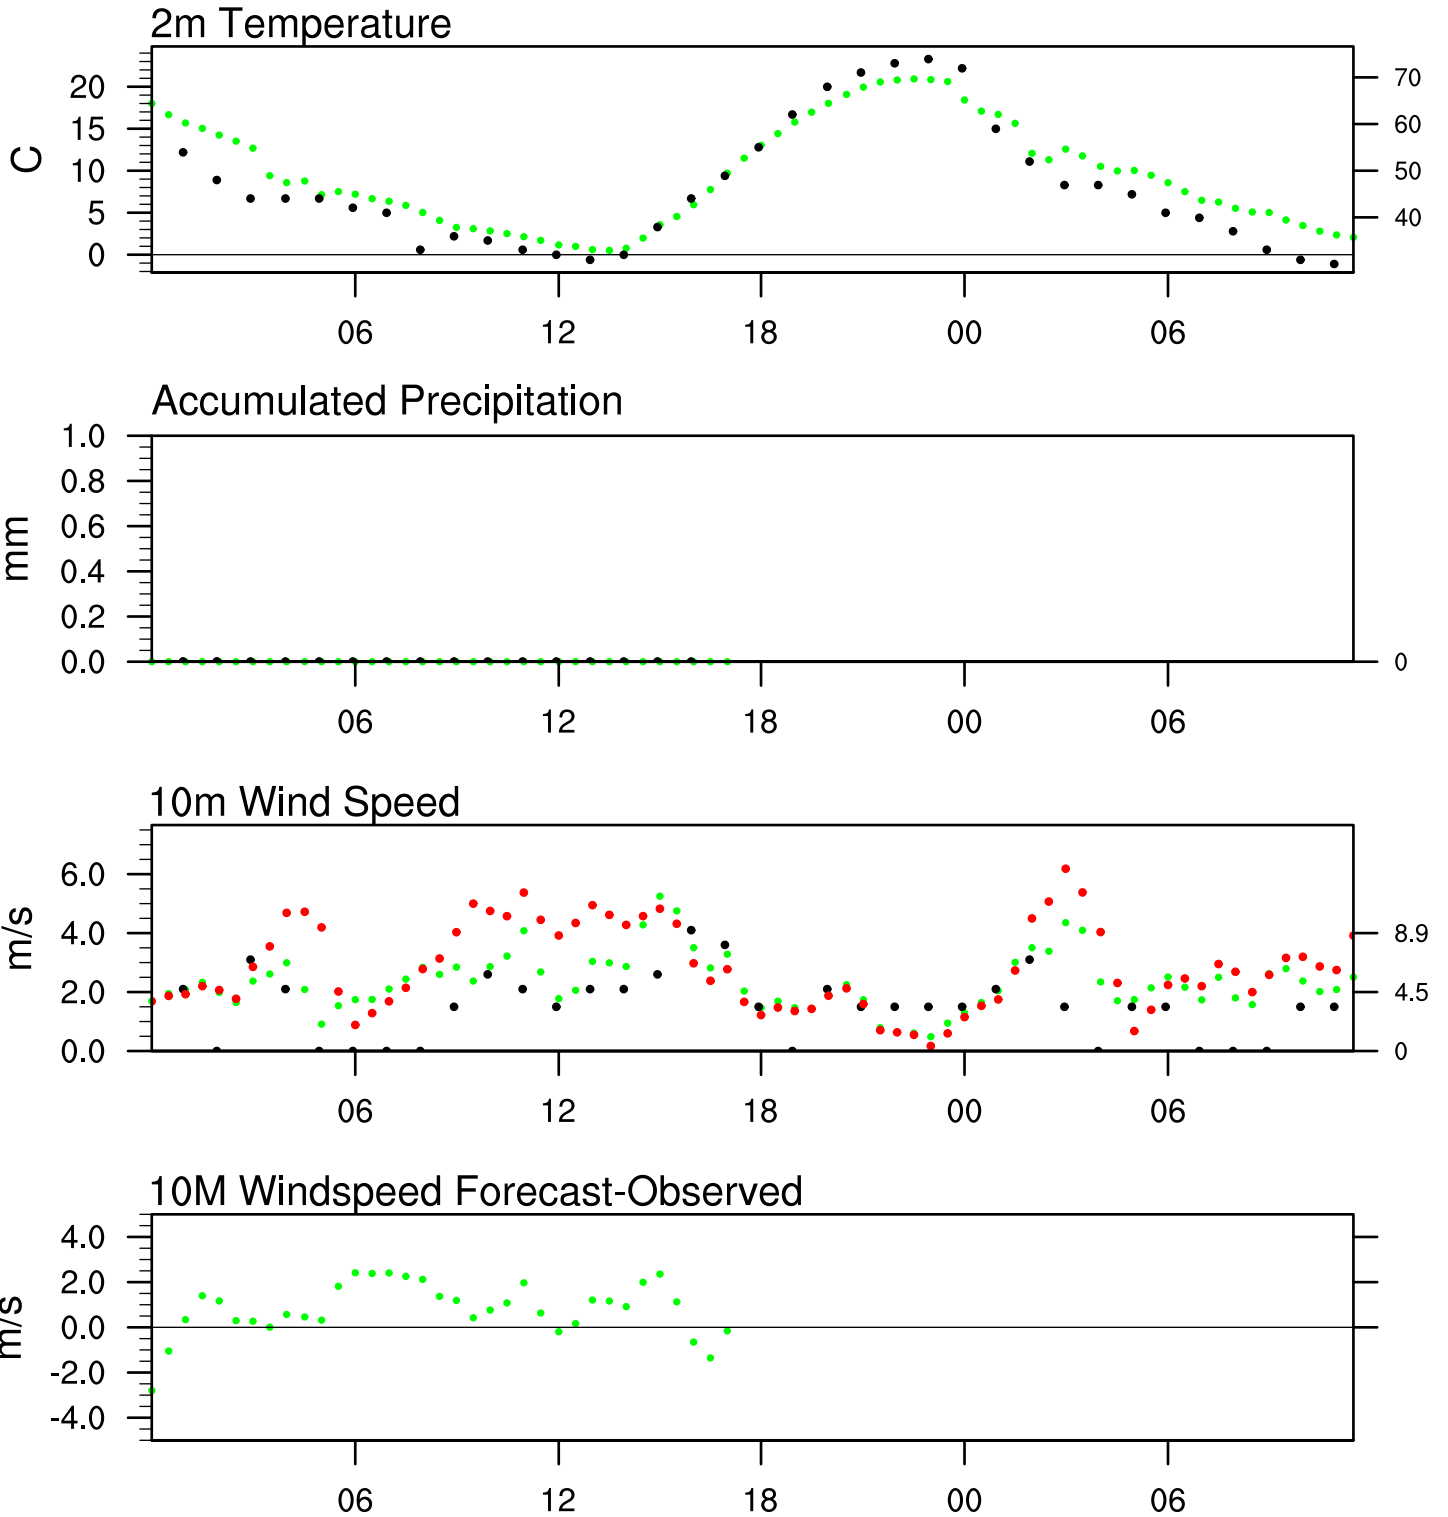 2m Temperature
20
15
10
5
0
C
70
60
50
40
06 12 18 00 06
Accumulated Precipitation
1.0
0.8
0.6
0.4
0.2
0.0
mm
0
06 12 18 00 06
10m Wind Speed
6.0
4.0
2.0
0.0
m/s
8.9
4.5
0
06 12 18 00 06
10M Windspeed Forecast-Observed
4.0
2.0
0.0
-2.0
-4.0
m/s
06 12 18 00 06